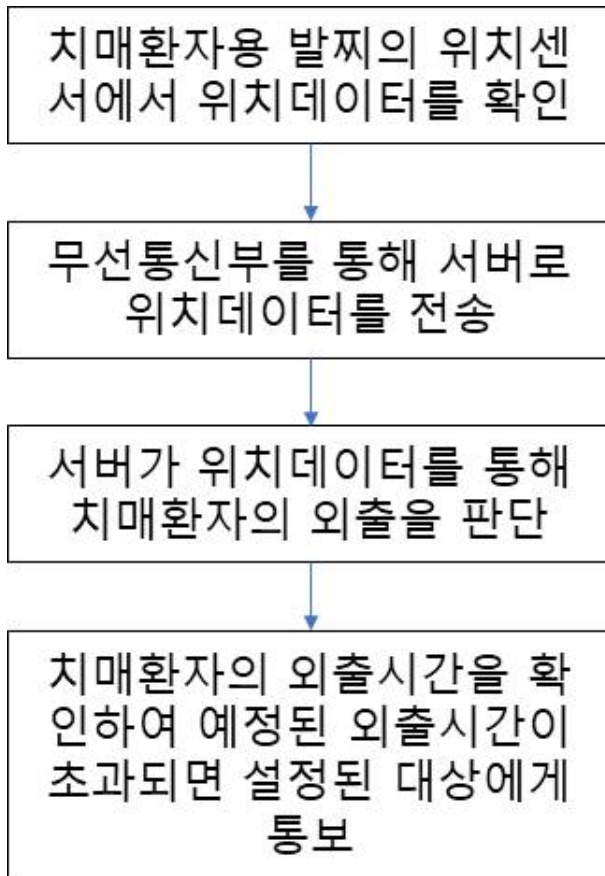 치매환자용 발찌의 위치센
서에서 위치데이터를 확인
무선통신부를 통해 서버로
위치데이터를 전송
서버가 위치데이터를 통해
치매환자의 외출을 판단
치매환자의 외출시간을 확
인하여 예정된 외출시간이
초과되면 설정된 대상에게
통보